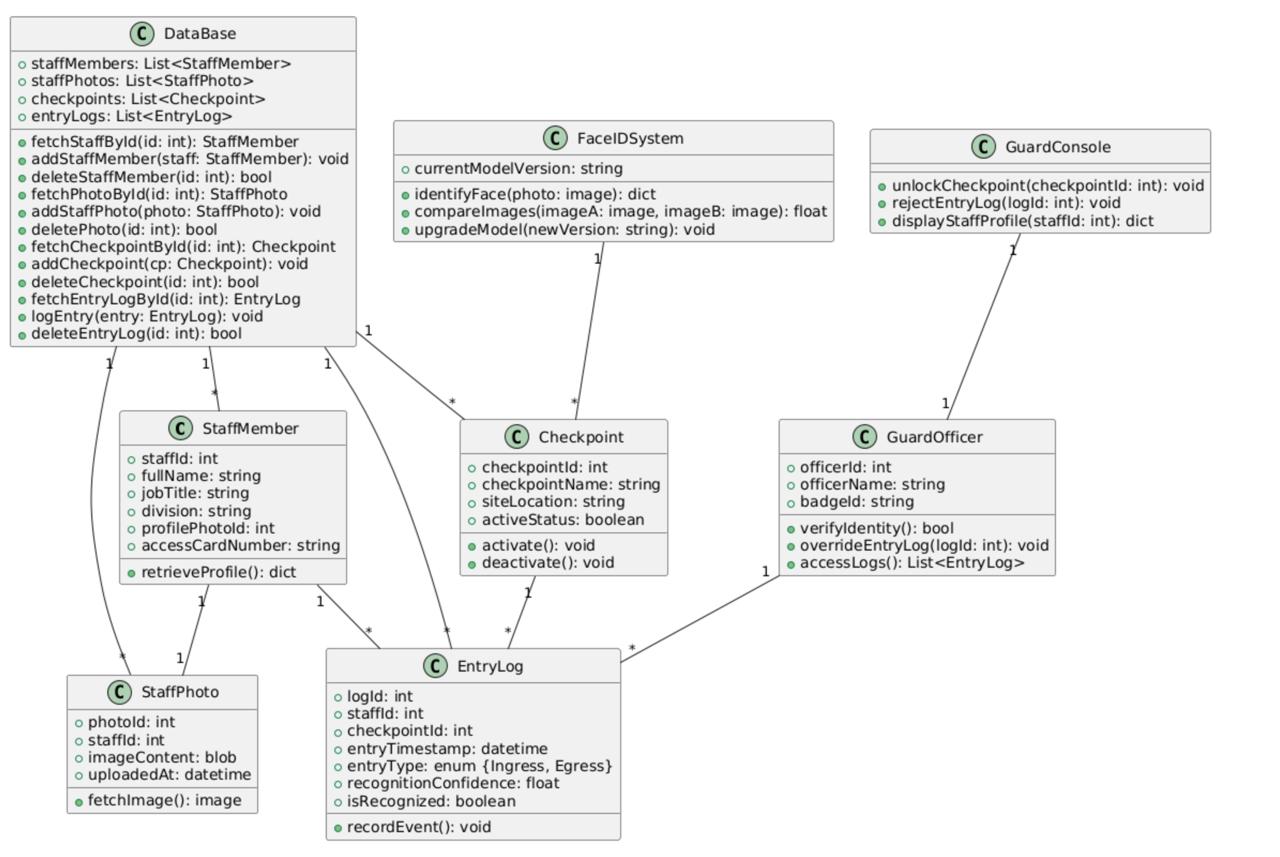 C DataBase
staffMembers: List<StaffMember>
staffPhotos: List<StaffPhoto>
checkpoints: List<Checkpoint>
entryLogs: List<EntryLog>
fetchStaffById(id: int): StaffMember
addStaffMember(staff: StaffMember): void
deleteStaffMember(id: int): bool
fetchPhotoById(id: int): StaffPhoto
addStaffPhoto(photo: StaffPhoto): void
deletePhoto(id: int): bool
fetchCheckpointById(id: int): Checkpoint
addCheckpoint(cp: Checkpoint): void
deleteCheckpoint(id: int): bool
fetchEntryLogById(id: int): EntryLog
logEntry(entry: EntryLog): void
deleteEntryLog(id: int): bool
C FaceIDSystem
currentModelVersion: string
identifyFace(photo: image): dict
compareImages(imageA: image, imageB: image): float
upgradeModel(newVersion: string): void
C GuardConsole
unlockCheckpoint(checkpointId: int): void
rejectEntryLog(logId: int): void
displayStaffProfile(staffId: int): dict
1
1
1
1
1
1
*
*
*
1
C StaffMember
staffId: int
fullName: string
jobTitle: string
division: string
profilePhotoId: int
accessCardNumber: string
retrieveProfile(): dict
C Checkpoint
checkpointId: int
checkpointName: string
siteLocation: string
activeStatus: boolean
activate(): void
deactivate(): void
C GuardOfficer
officerId: int
officerName: string
badgeId: string
verifyIdentity(): bool
overrideEntryLog(logId: int): void
accessLogs(): List<EntryLog>
1
1
1
1
*
1
*
*
*
*
C StaffPhoto
photoId: int
staffId: int
imageContent: blob
uploadedAt: datetime
fetchImage(): image
C EntryLog
logId: int
staffId: int
checkpointId: int
entryTimestamp: datetime
entryType: enum {Ingress, Egress}
recognitionConfidence: float
isRecognized: boolean
recordEvent(): void